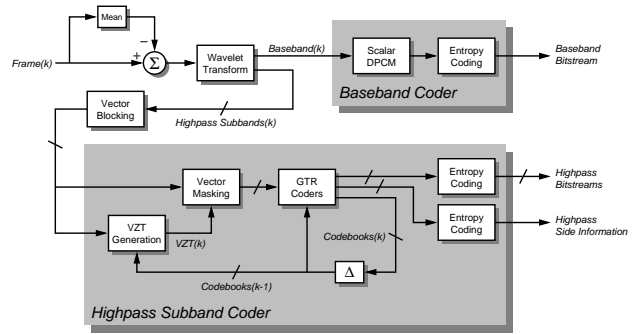 Mean
−
Frame(k)
+
Σ
Wavelet
Transform
Baseband(k)
Scalar
DPCM
Entropy
Coding
Baseband
Bitstream
Baseband Coder
Vector
Blocking
Highpass Subbands(k)
Vector
Masking
GTR
Coders
Entropy
Coding
Highpass
Bitstreams
Entropy
Coding
Highpass
Side Information
VZT
Generation
VZT(k)
Codebooks(k)
Δ
Codebooks(k-1)
Highpass Subband Coder